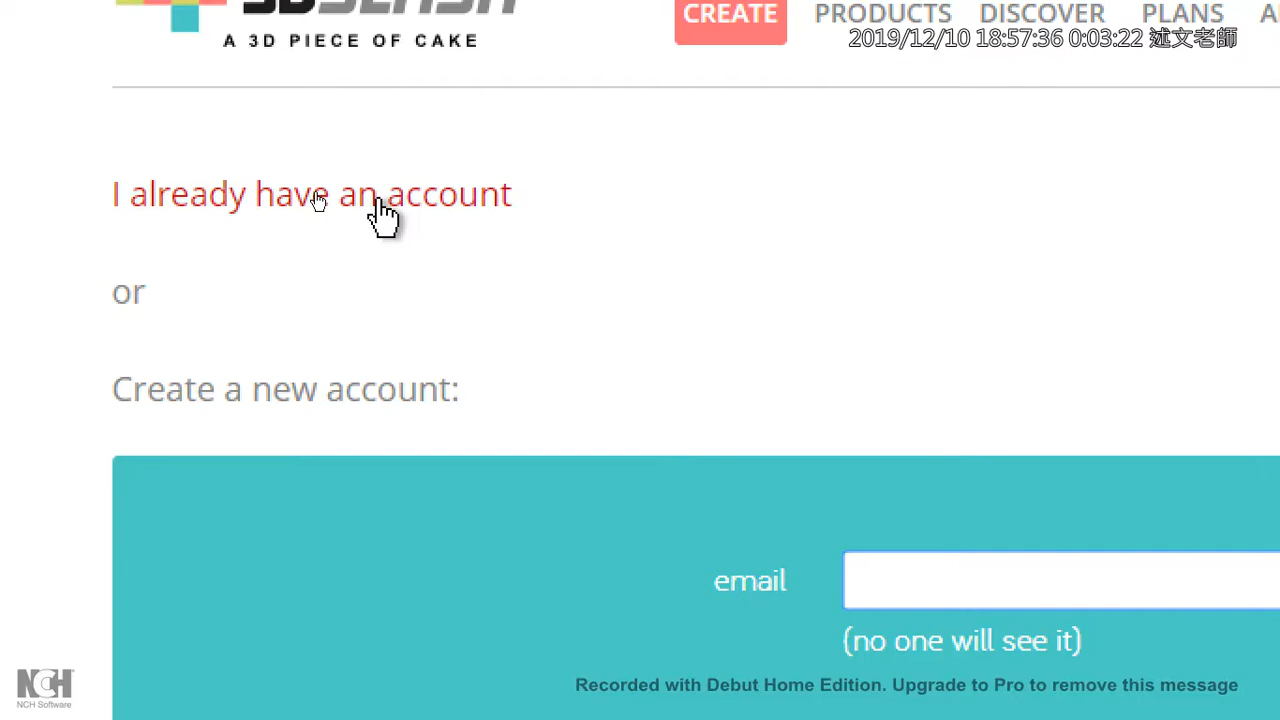 3DSLASH
A 3D PIECE OF CAKE
CREATE PRODUCTS DISCOVER PLANS
2019/12/10 18:57:36 0:03:22 述文老師
I already have an account
or
Create a new account:
email
(no one will see it)
Recorded with Debut Home Edition. Upgrade to Pro to remove this message
NCH
NCH Software